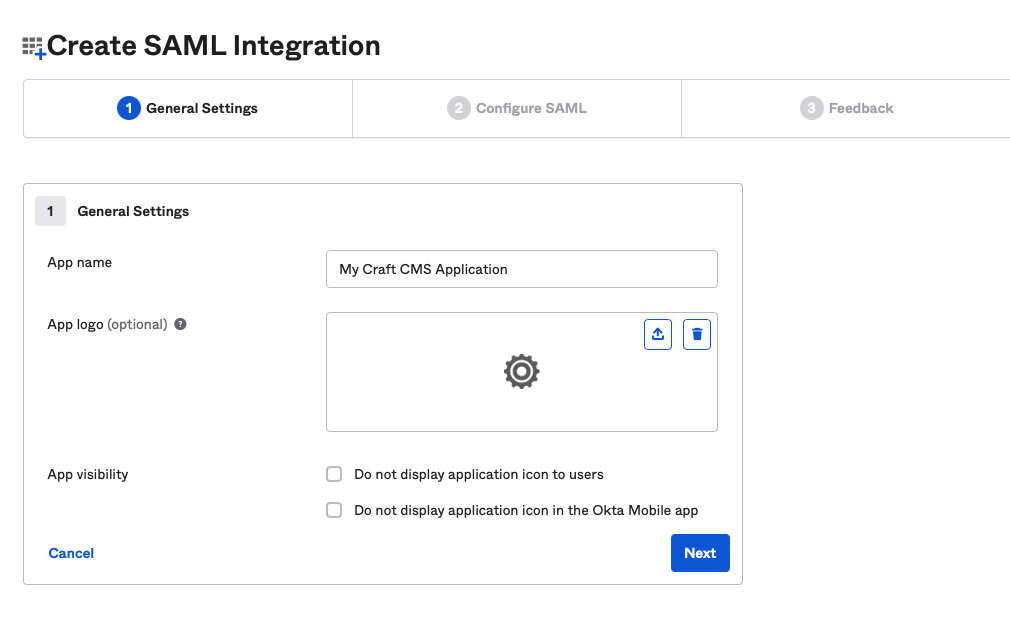 Create SAML Integration
1 General Settings
2 Configure SAML
3 Feedback
1 General Settings
App name
My Craft CMS Application
App logo (optional) ?
App visibility
Do not display application icon to users
Do not display application icon in the Okta Mobile app
Cancel
Next